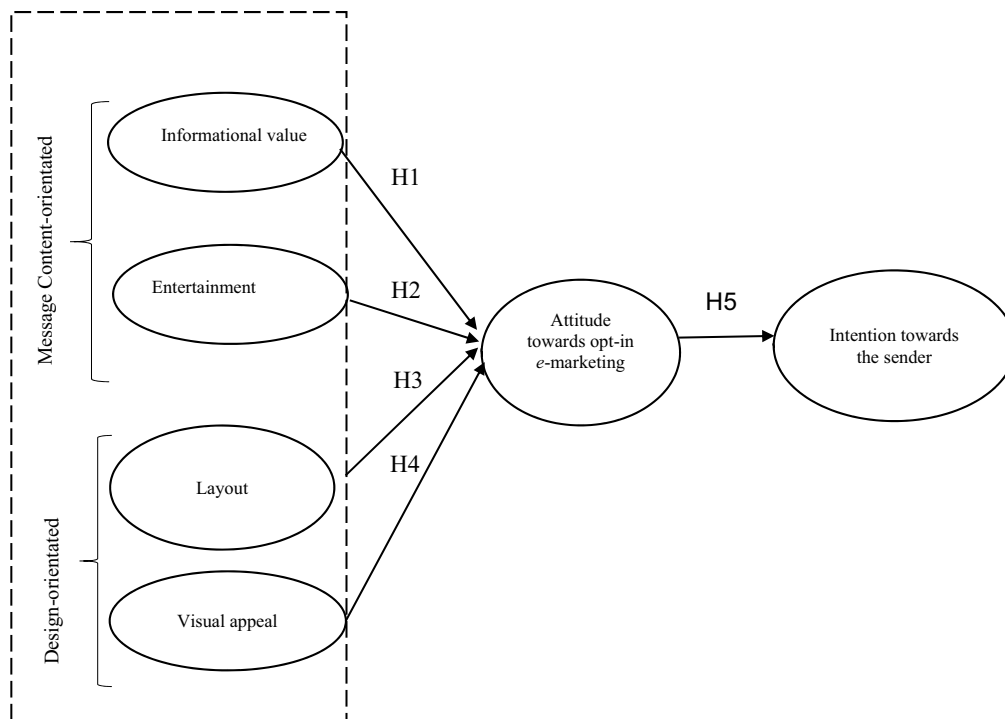 Message Content-orientated
Informational value
H1
Entertainment
H2
Attitude
towards opt-in
e-marketing
H5
Intention towards
the sender
H3
Design-orientated
Layout
H4
Visual appeal